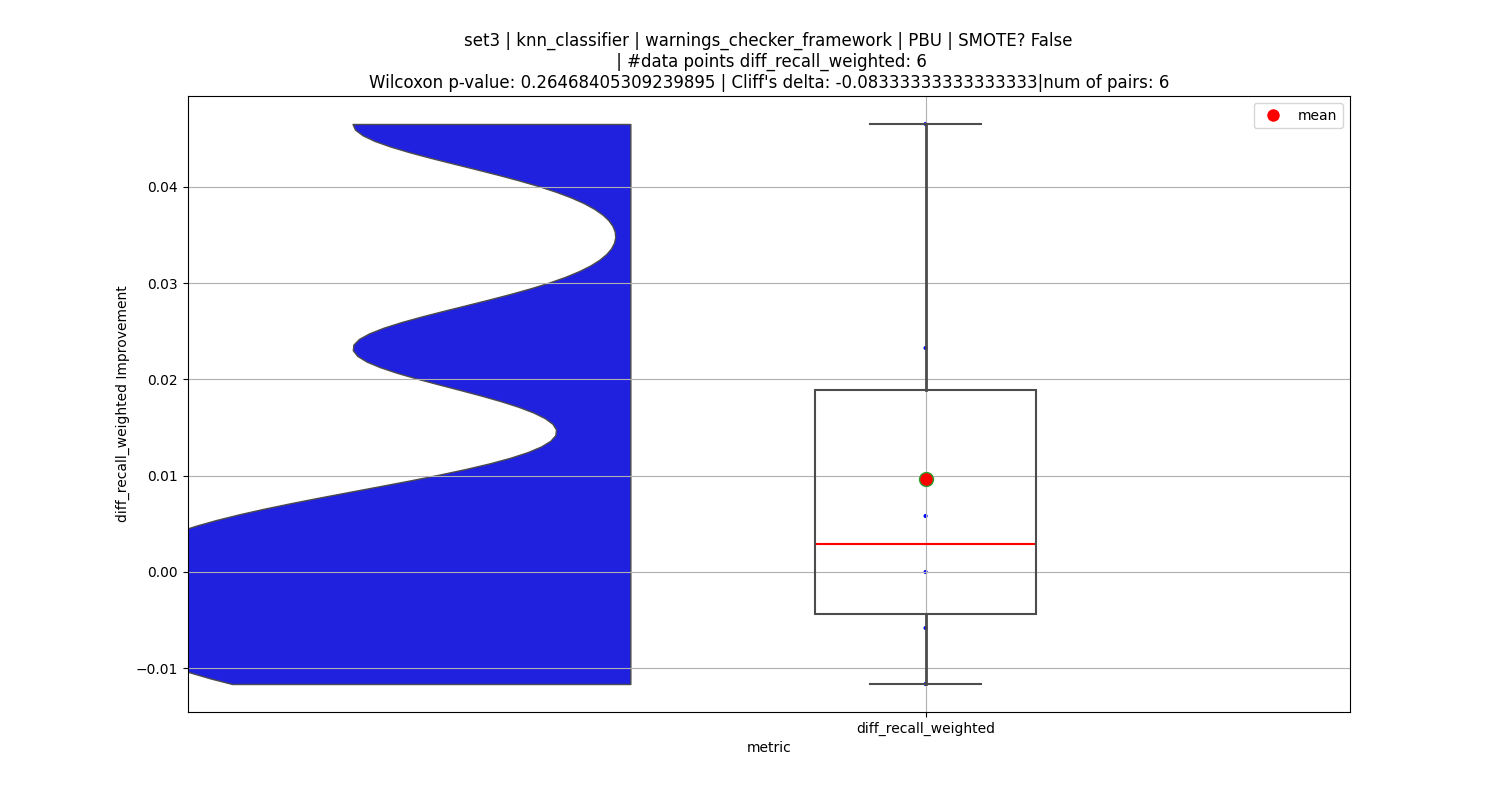 set3 | knn_classifier | warnings_checker_framework | PBU | SMOTE? False
| #data points diff_recall_weighted: 6
Wilcoxon p-value: 0.26468405309239895 | Cliff's delta: -0.08333333333333333|num of pairs: 6
mean
0.04
0.03
0.02
0.01
0.00
−0.01
diff_recall_weighted Improvement
diff_recall_weighted
metric